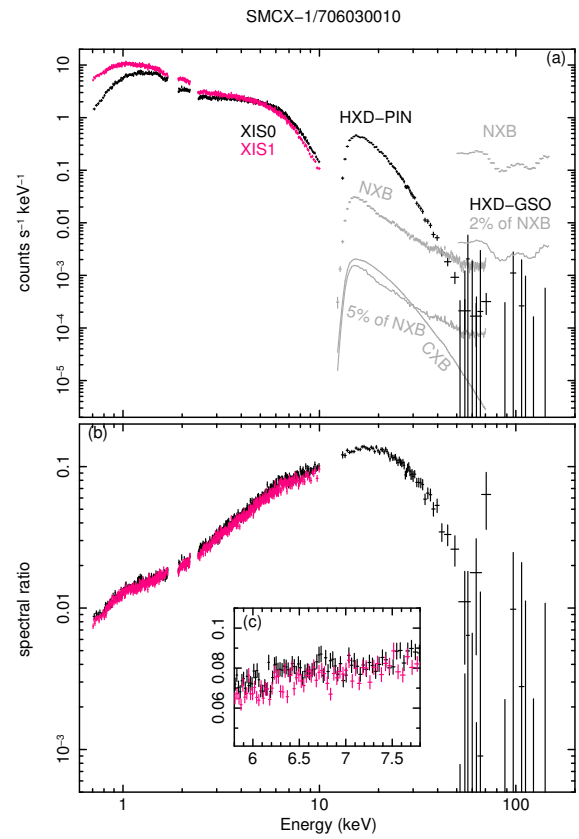 SMCX−1/706030010
(a)
10
1
0.1
0.01
10⁻³
10⁻⁴
10⁻⁵
counts s⁻¹ keV⁻¹
XIS0
XIS1
HXD−PIN
NXB
NXB
HXD−GSO
2% of NXB
5% of NXB
CXB
(b)
0.1
0.01
10⁻³
spectral ratio
(c)
0.1
0.08
0.06
6 6.5 7 7.5
1 10 100
Energy (keV)